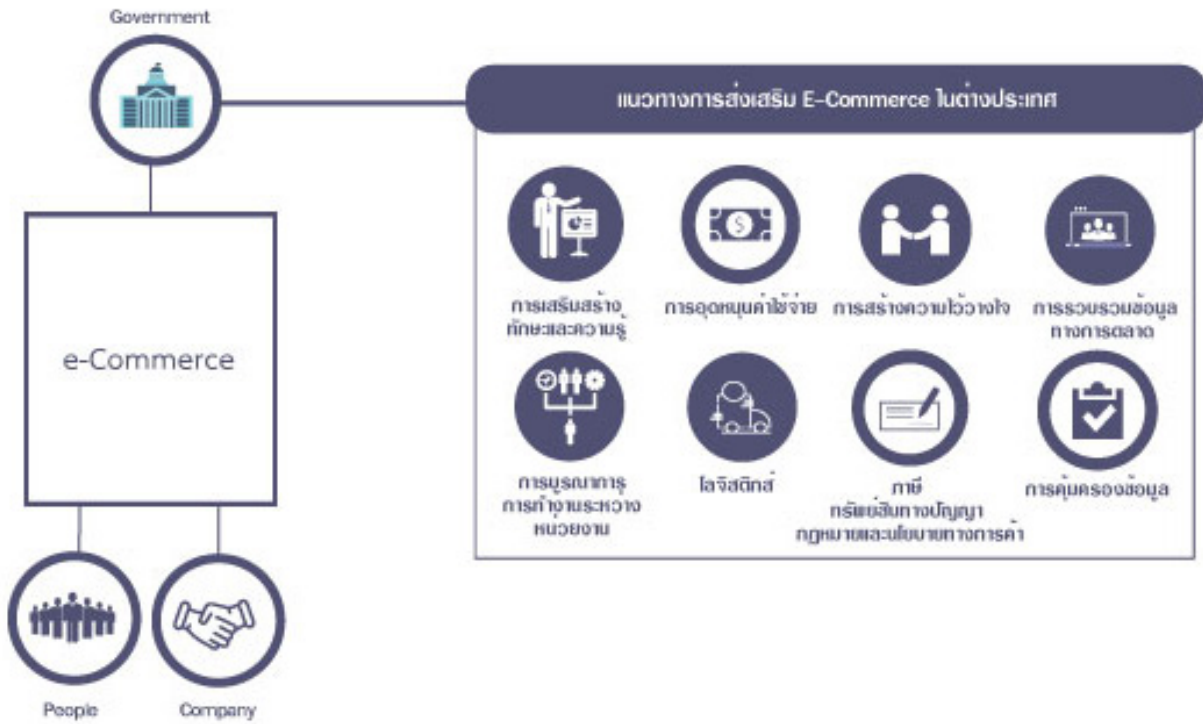 Government
แนวทางการส่งเสริม E-Commerce ในต่างประเทศ
การเสริมสร้าง
ทักษะและความรู้
การอุดหนุนค่าใช้จ่าย
การสร้างความไว้วางใจ
การรวบรวมข้อมูล
ทางการตลาด
e-Commerce
การบูรณาการ
การทำงานระหว่าง
หน่วยงาน
โลจิสติกส์
ภาษี
ทรัพย์สินทางปัญญา
กฎหมายและนโยบายทางการค้า
การคุ้มครองข้อมูล
People
Company